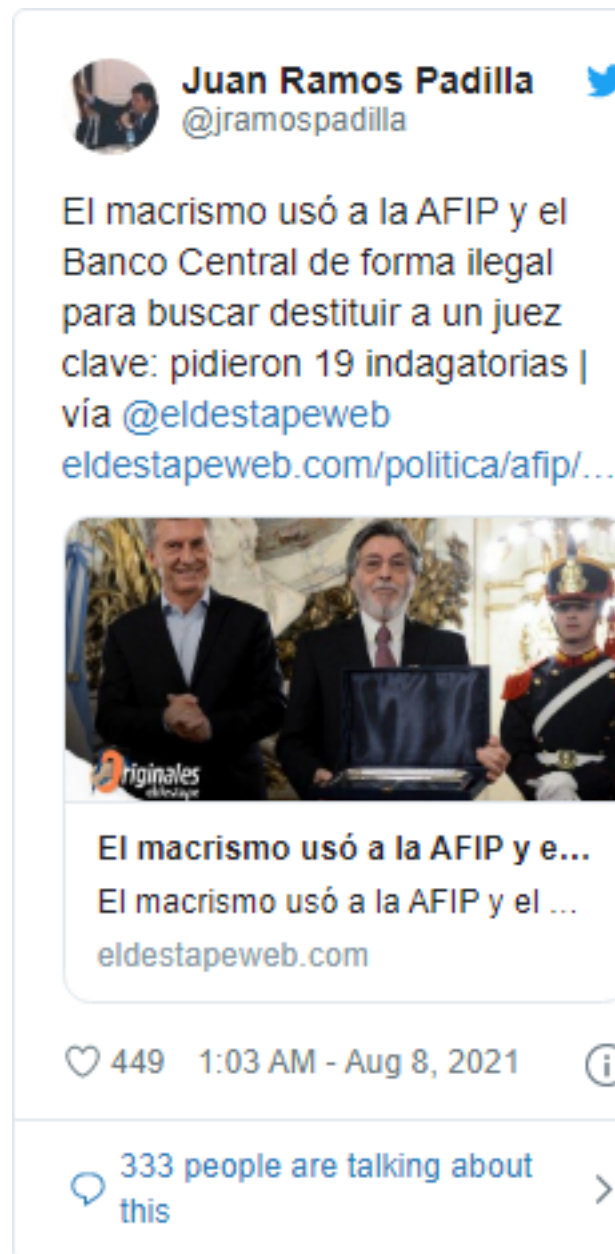 Juan Ramos Padilla
@jramospadilla
El macrismo usó a la AFIP y el
Banco Central de forma ilegal
para buscar destituir a un juez
clave: pidieron 19 indagatorias |
vía @eldestapeweb
eldestapeweb.com/politica/afip/…
Originales
eldestape
El macrismo usó a la AFIP y e...
El macrismo usó a la AFIP y el ...
eldestapeweb.com
449 1:03 AM - Aug 8, 2021
333 people are talking about
this